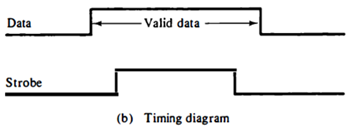 Data
Valid data
Strobe
(b) Timing diagram